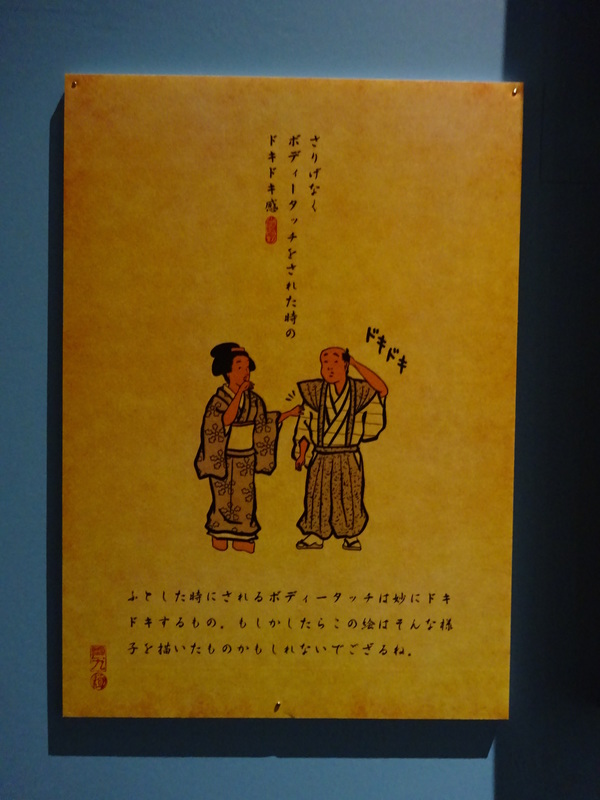 さりげなく
ボディータッチをされた時の
ドキドキ感
ドキドキ
ふとした時にされるボディータッチは妙にドキ
ドキするもの。もしかしたらこの絵はそんな様
子を描いたものかもしれないでござるね。